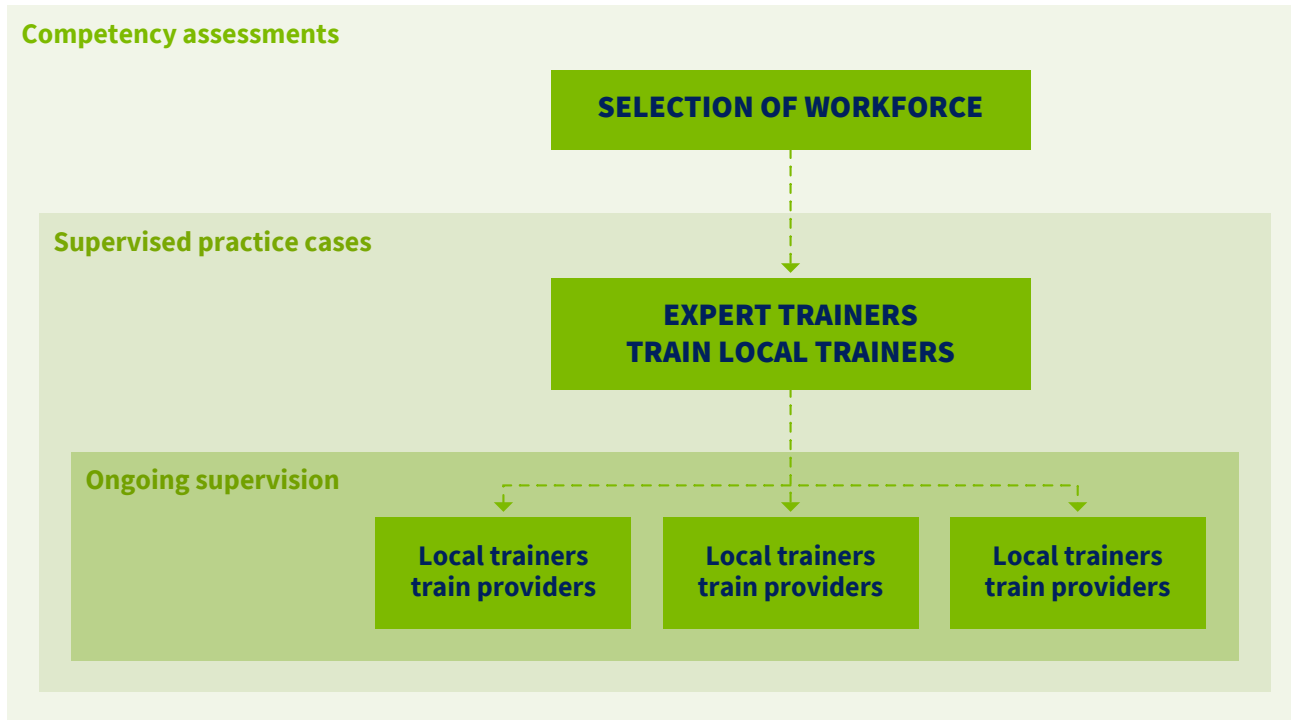 Competency assessments
SELECTION OF WORKFORCE
Supervised practice cases
EXPERT TRAINERS
TRAIN LOCAL TRAINERS
Ongoing supervision
Local trainers
train providers
Local trainers
train providers
Local trainers
train providers